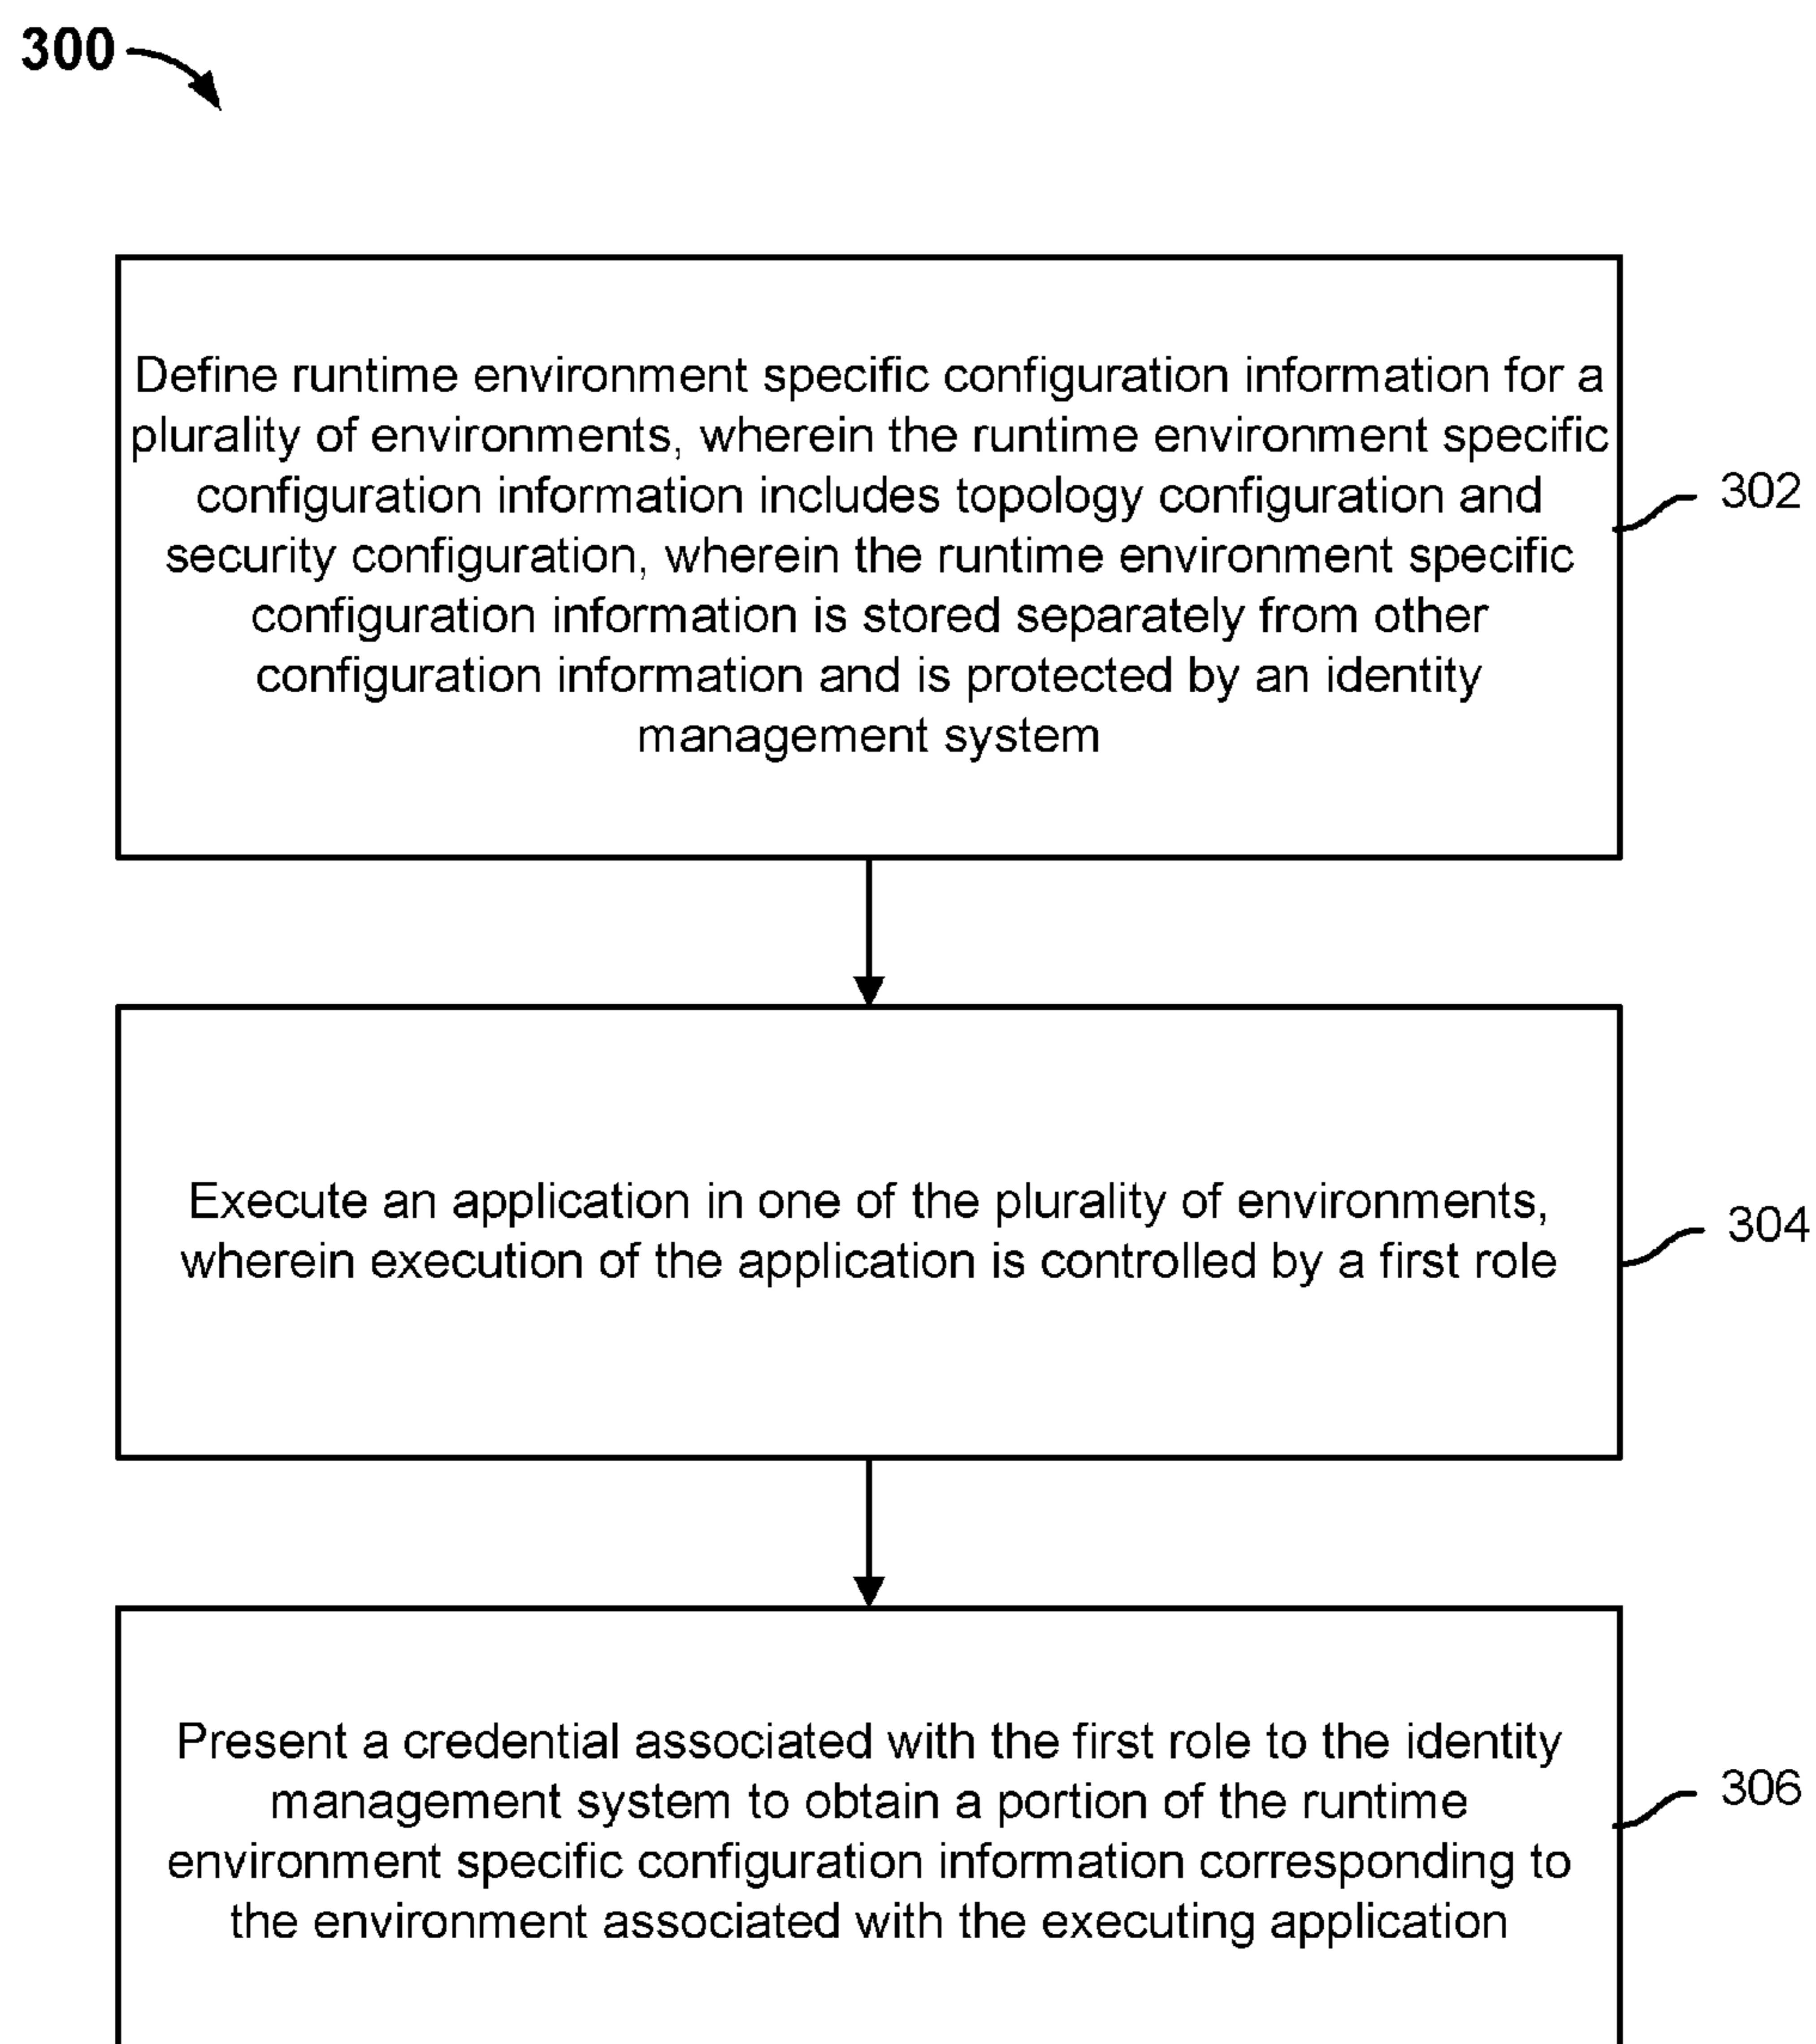 300
Define runtime environment specific configuration information for a
plurality of environments, wherein the runtime environment specific
configuration information includes topology configuration and
security configuration, wherein the runtime environment specific
configuration information is stored separately from other
configuration information and is protected by an identity
management system
302
Execute an application in one of the plurality of environments,
wherein execution of the application is controlled by a first role
304
Present a credential associated with the first role to the identity
management system to obtain a portion of the runtime
environment specific configuration information corresponding to
the environment associated with the executing application
306